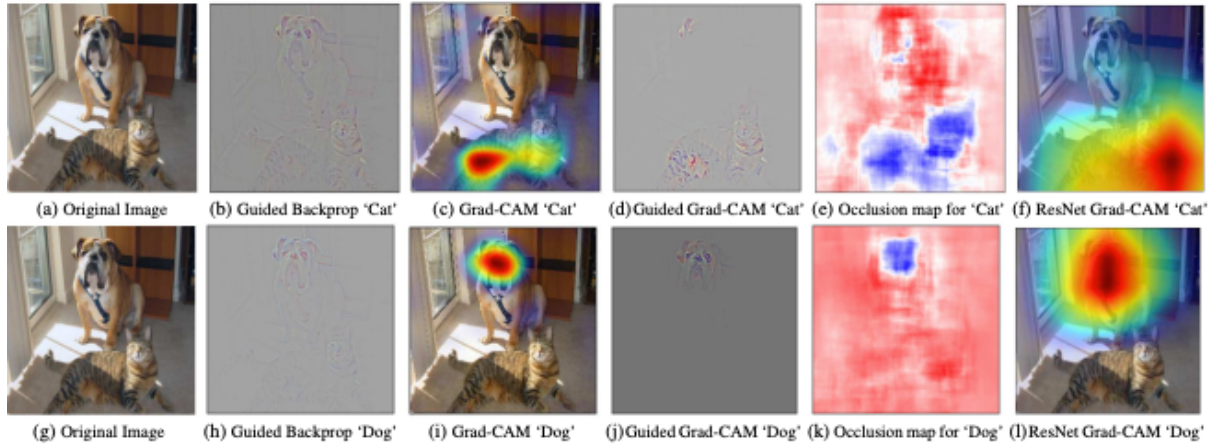 (a) Original Image (b) Guided Backprop ‘Cat’ (c) Grad-CAM ‘Cat’ (d) Guided Grad-CAM ‘Cat’ (e) Occlusion map for ‘Cat’ (f) ResNet Grad-CAM ‘Cat’
(g) Original Image (h) Guided Backprop ‘Dog’ (i) Grad-CAM ‘Dog’ (j) Guided Grad-CAM ‘Dog’ (k) Occlusion map for ‘Dog’ (l) ResNet Grad-CAM ‘Dog’